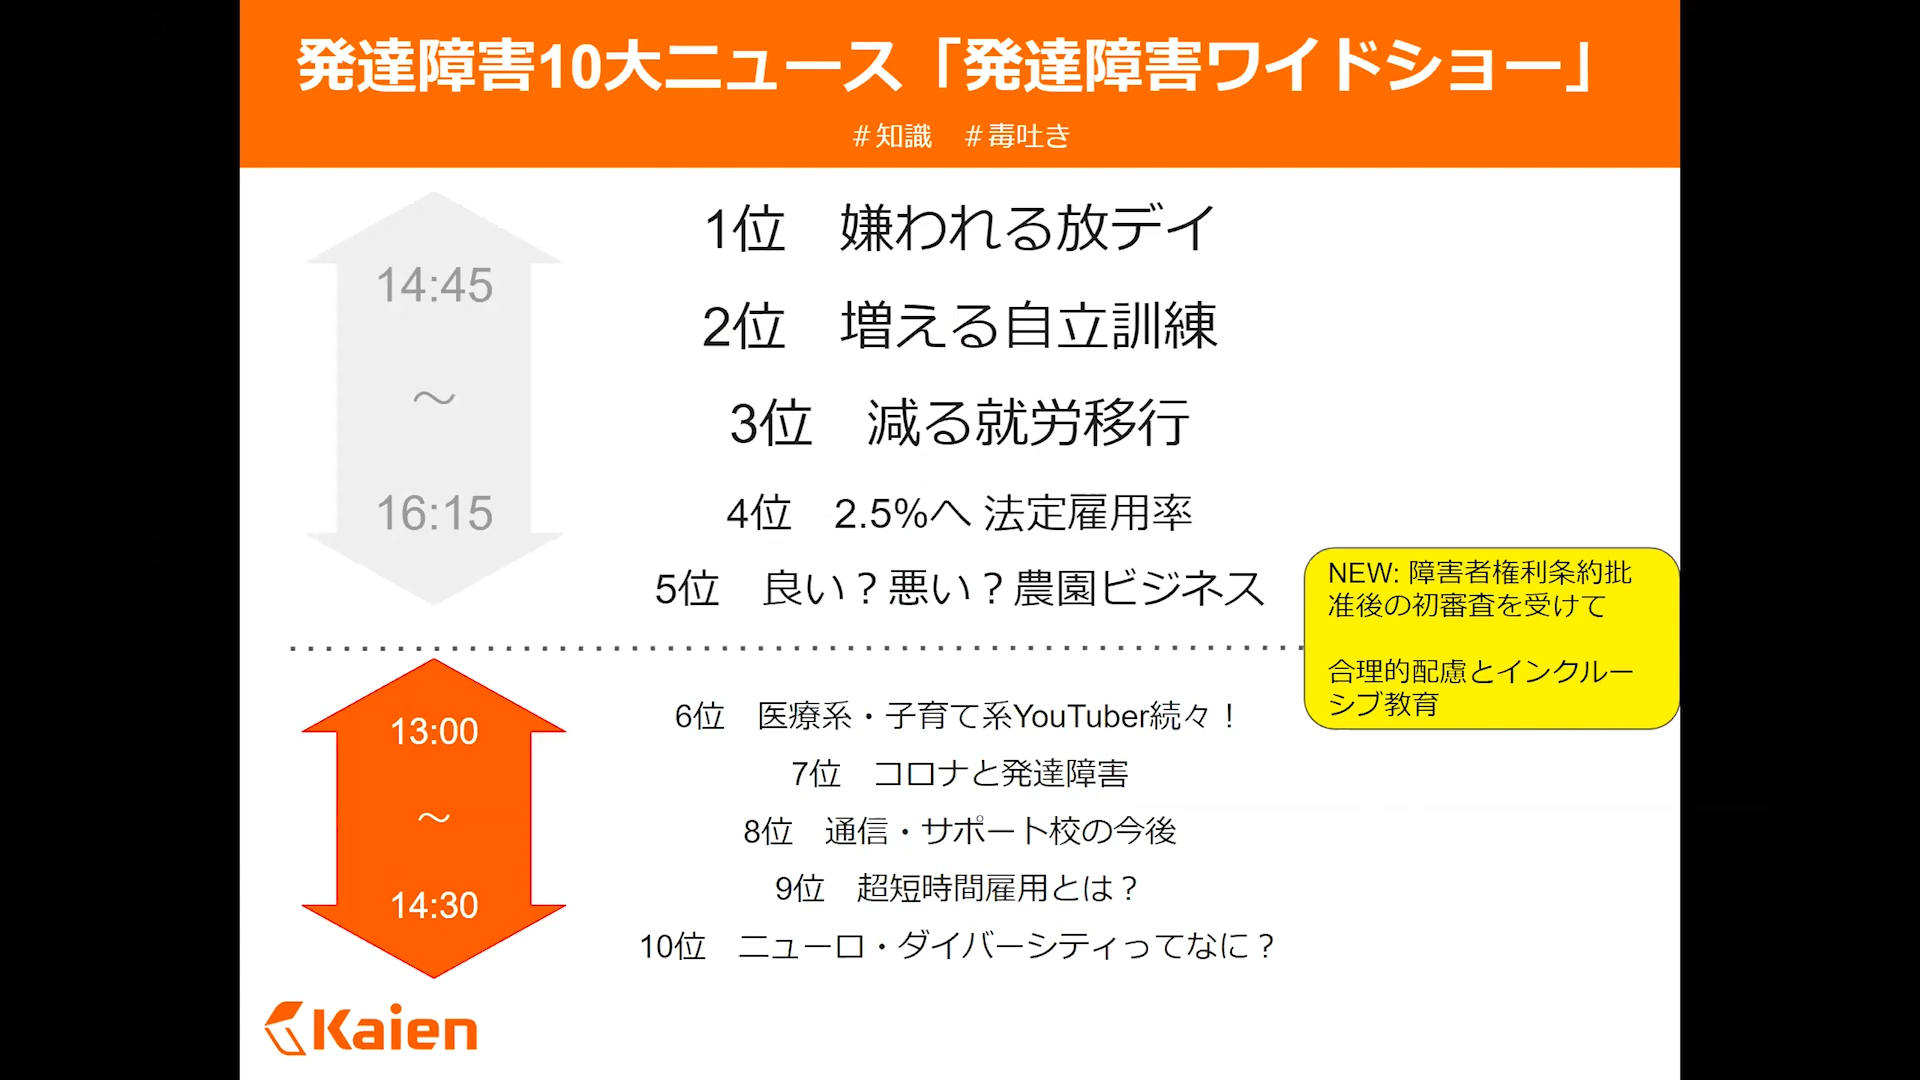 発達障害10大ニュース「発達障害ワイドショー」
＃知識　＃毒吐き
14:45
～
16:15
1位　嫌われる放デイ
2位　増える自立訓練
3位　減る就労移行
4位　2.5%へ 法定雇用率
5位　良い？悪い？農園ビジネス
NEW: 障害者権利条約批
准後の初審査を受けて
合理的配慮とインクルー
シブ教育
13:00
～
14:30
6位　医療系・子育て系YouTuber続々！
7位　コロナと発達障害
8位　通信・サポート校の今後
9位　超短時間雇用とは？
10位　ニューロ・ダイバーシティってなに？
Kaien